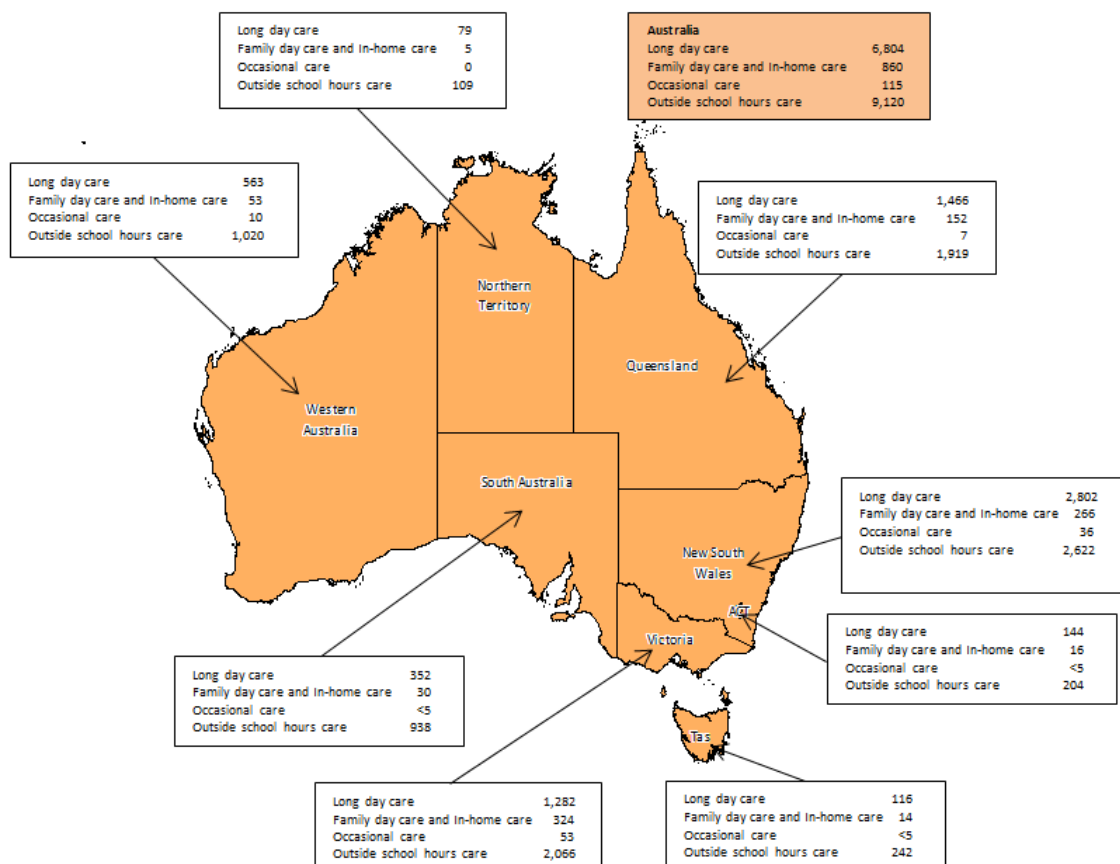 Long day care 79
Family day care and In-home care 5
Occasional care 0
Outside school hours care 109
Australia
Long day care 6,804
Family day care and In-home care 860
Occasional care 115
Outside school hours care 9,120
Long day care 563
Family day care and In-home care 53
Occasional care 10
Outside school hours care 1,020
Long day care 1,466
Family day care and In-home care 152
Occasional care 7
Outside school hours care 1,919
Northern
Territory
Queensland
Western
Australia
South Australia
Long day care 2,802
Family day care and In-home care 266
Occasional care 36
Outside school hours care 2,622
New South
Wales
ACT
Victoria
Long day care 144
Family day care and In-home care 16
Occasional care <5
Outside school hours care 204
Long day care 352
Family day care and In-home care 30
Occasional care <5
Outside school hours care 938
Tas
Long day care 1,282
Family day care and In-home care 324
Occasional care 53
Outside school hours care 2,066
Long day care 116
Family day care and In-home care 14
Occasional care <5
Outside school hours care 242